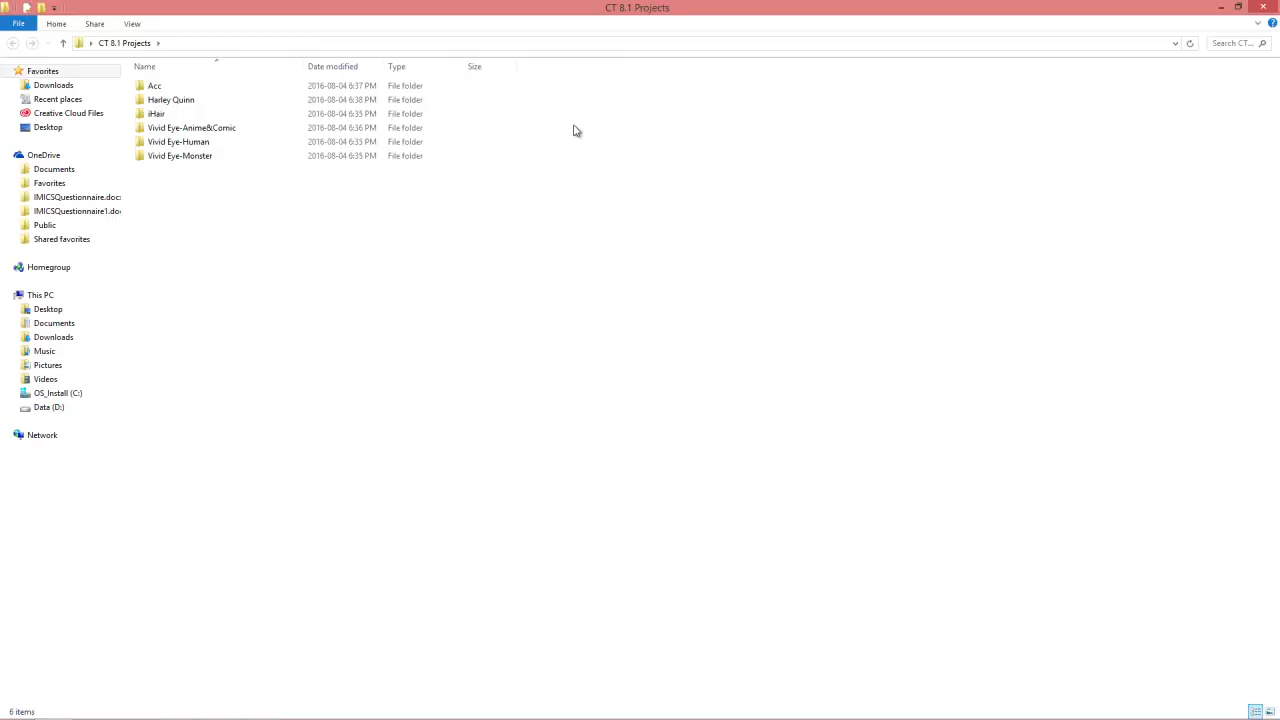 CT 8.1 Projects
File Home Share View
CT 8.1 Projects
Search CT...
Name Date modified Type Size
Favorites
Downloads
Recent places
Creative Cloud Files
Desktop
OneDrive
Documents
Favorites
IMICSQuestionnaire.doc
IMICSQuestionnaire1.do
Public
Shared favorites
Homegroup
This PC
Desktop
Documents
Downloads
Music
Pictures
Videos
OS_Install (C:)
Data (D:)
Network
Acc 2016-08-04 6:37 PM File folder
Harley Quinn 2016-08-04 6:38 PM File folder
iHair 2016-08-04 6:35 PM File folder
Vivid Eye-Anime&Comic 2016-08-04 6:36 PM File folder
Vivid Eye-Human 2016-08-04 6:35 PM File folder
Vivid Eye-Monster 2016-08-04 6:35 PM File folder
6 items